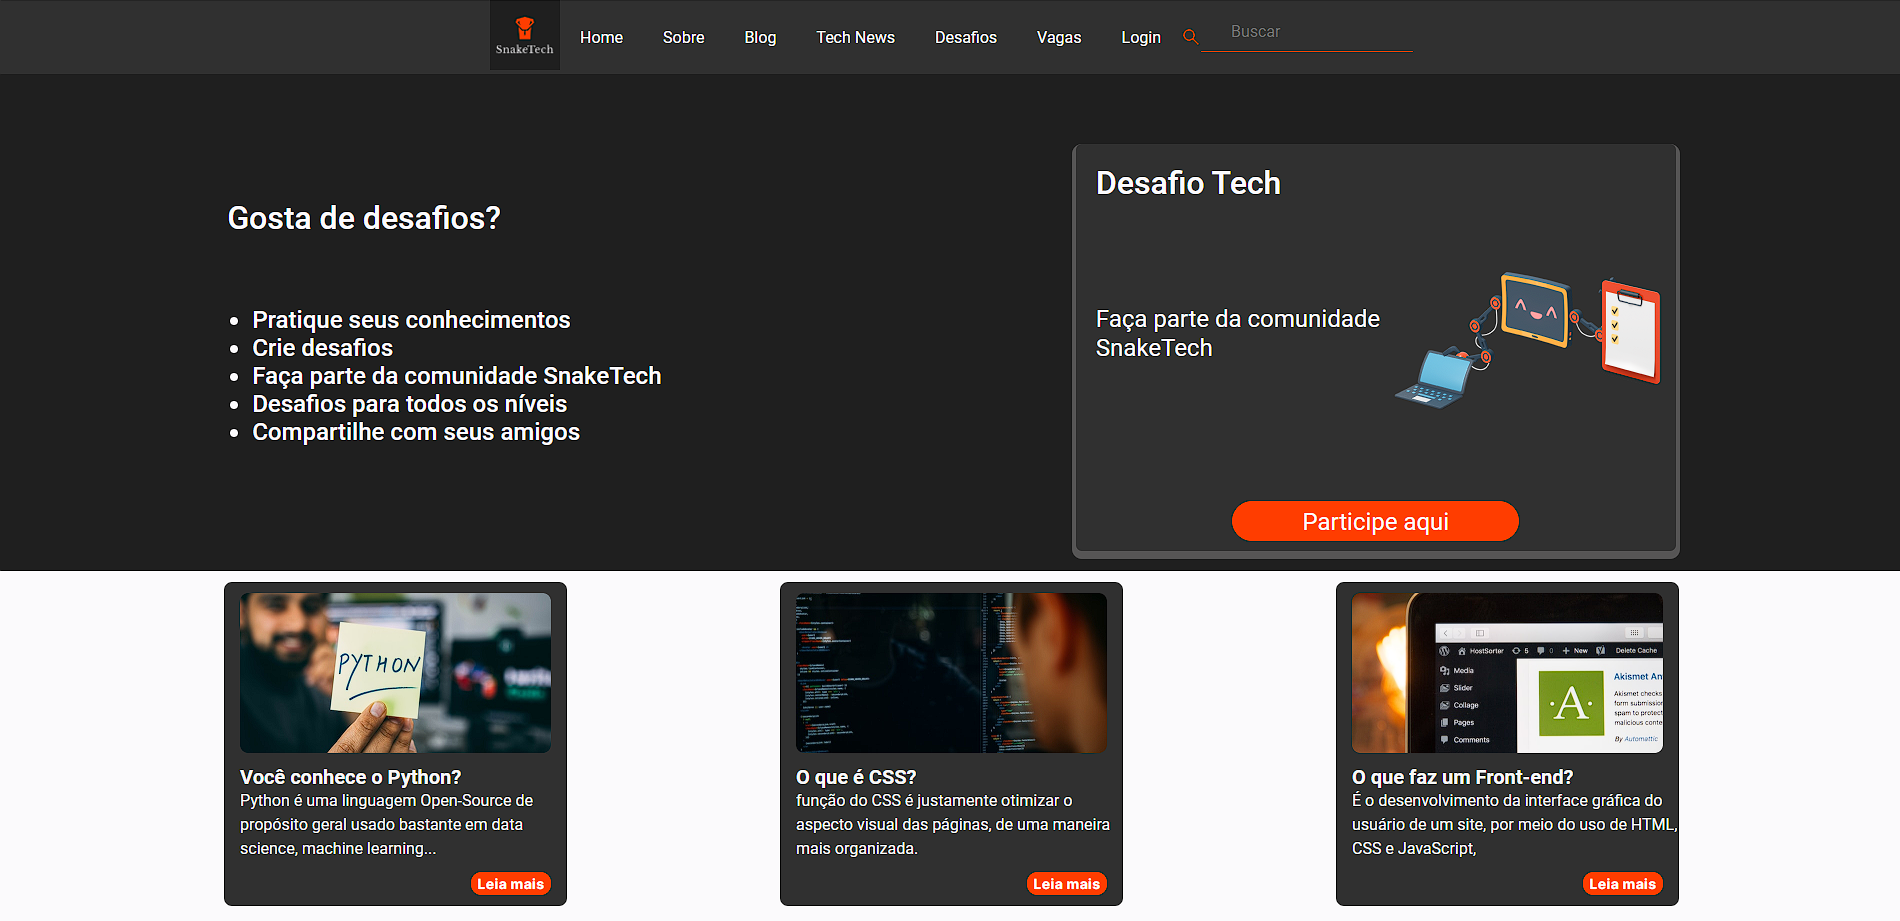 SnakeTech
Home
Sobre
Blog
Tech News
Desafios
Vagas
Login
Buscar
Gosta de desafios?
Pratique seus conhecimentos
Crie desafios
Faça parte da comunidade SnakeTech
Desafios para todos os níveis
Compartilhe com seus amigos
Desafio Tech
Faça parte da comunidade
SnakeTech
Participe aqui
PYTHON
Você conhece o Python?
Python é uma linguagem Open-Source de
propósito geral usado bastante em data
science, machine learning...
Leia mais
O que é CSS?
função do CSS é justamente otimizar o
aspecto visual das páginas, de uma maneira
mais organizada.
Leia mais
HostSorter 5 0 New Delete Cache
Media
Slider
Collage
Pages
Comments
A
Akismet An
Akismet checks
form submission
spam to protect
malicious conte
By Automattic
O que faz um Front-end?
É o desenvolvimento da interface gráfica do
usuário de um site, por meio do uso de HTML,
CSS e JavaScript,
Leia mais